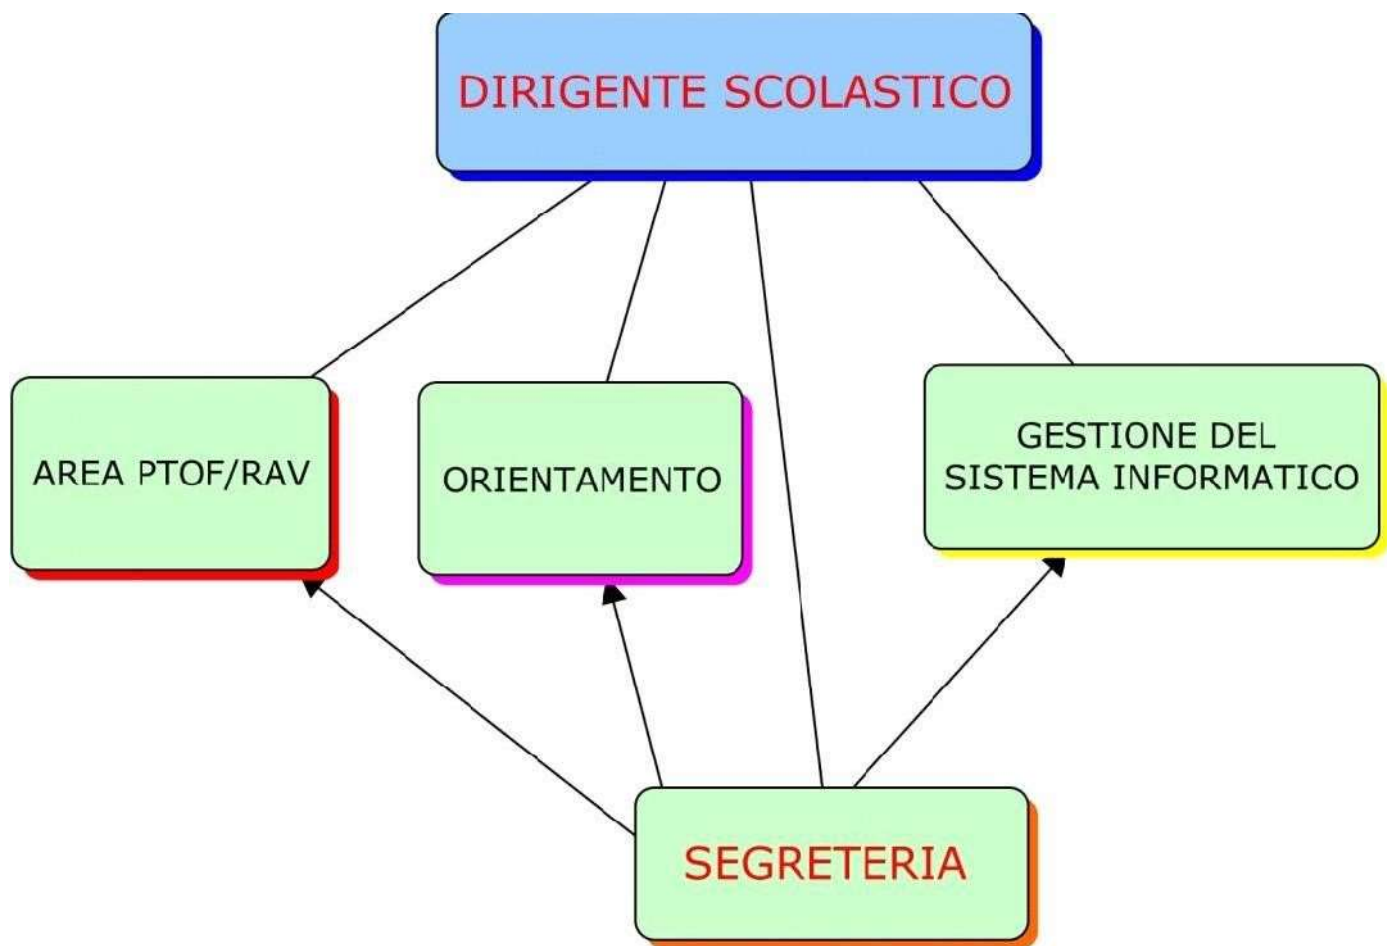 DIRIGENTE SCOLASTICO
AREA PTOF/RAV
ORIENTAMENTO
GESTIONE DEL
SISTEMA INFORMATICO
SEGRETERIA